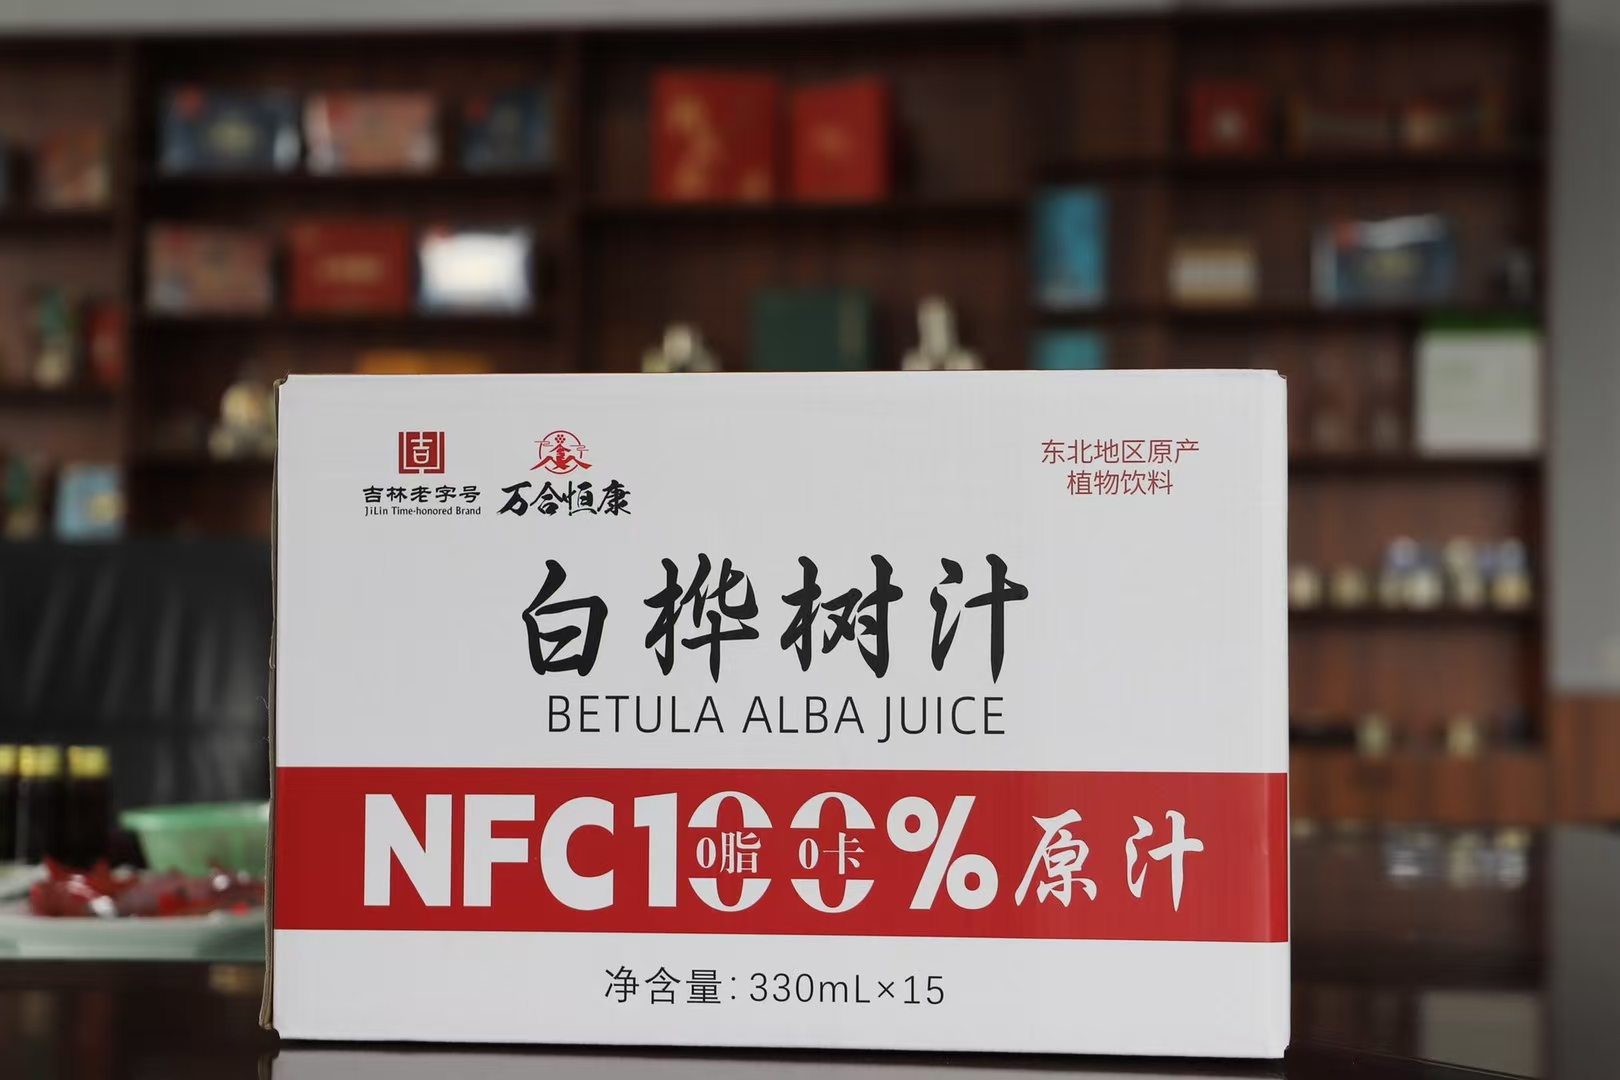 吉林老字号
JiLin Time-honored Brand
万合恒康
东北地区原产
植物饮料
白桦树汁
BETULA ALBA JUICE
NFC100%原汁
0脂 0卡
净含量:330mL×15